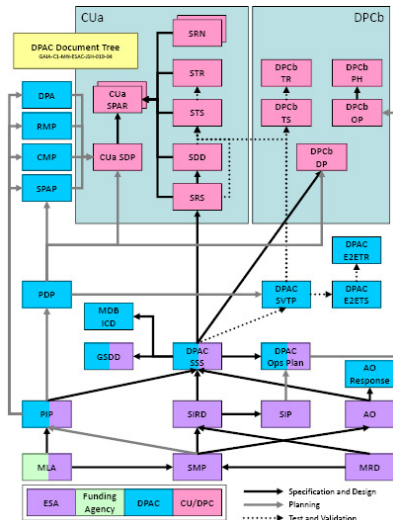 CUa
DPCb
DPAC Document Tree
GAIA-C1-MN-ESAC-JSH-013-04
SRN
STR
DPCb
TR
DPCb
PH
DPA
CUa
SPAR
RMP
STS
DPCb
TS
DPCb
OP
CMP
CUa SDP
SDD
DPCb
DP
SPAP
SRS
DPAC
E2ETR
PDP
DPAC
SVTP
DPAC
E2ETS
MDB
ICD
GSDD
DPAC
SSS
DPAC
Ops Plan
AO
Response
PIP
SIRD
SIP
AO
MLA
SMP
MRD
ESA
Funding
Agency
DPAC
CU/DPC
Specification and Design
Planning
Test and Validation